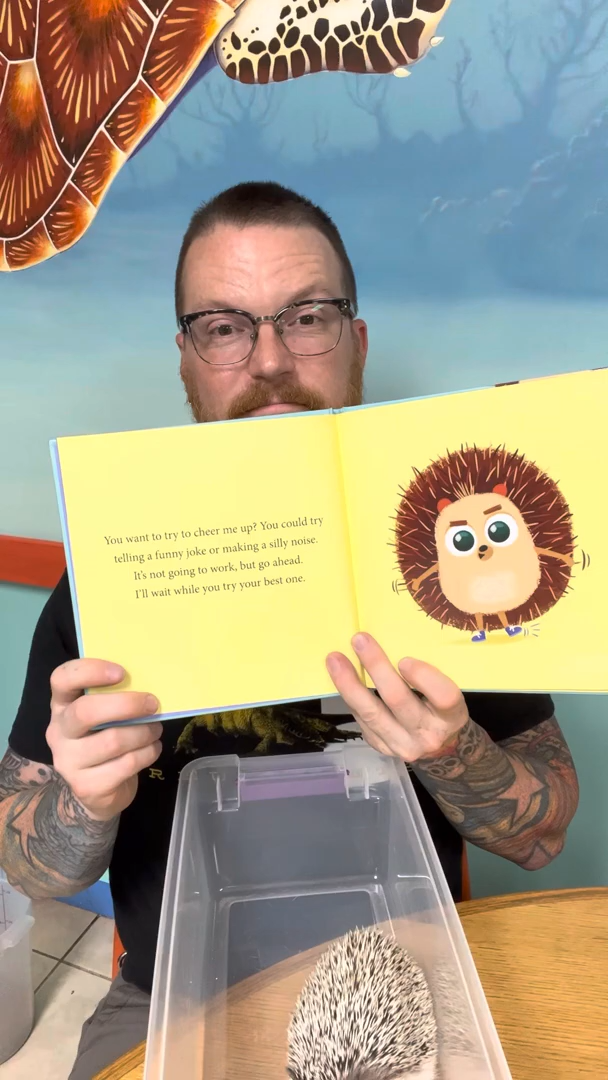 You want to try to cheer me up? You could try
telling a funny joke or making a silly noise.
It's not going to work, but go ahead.
I'll wait while you try your best one.